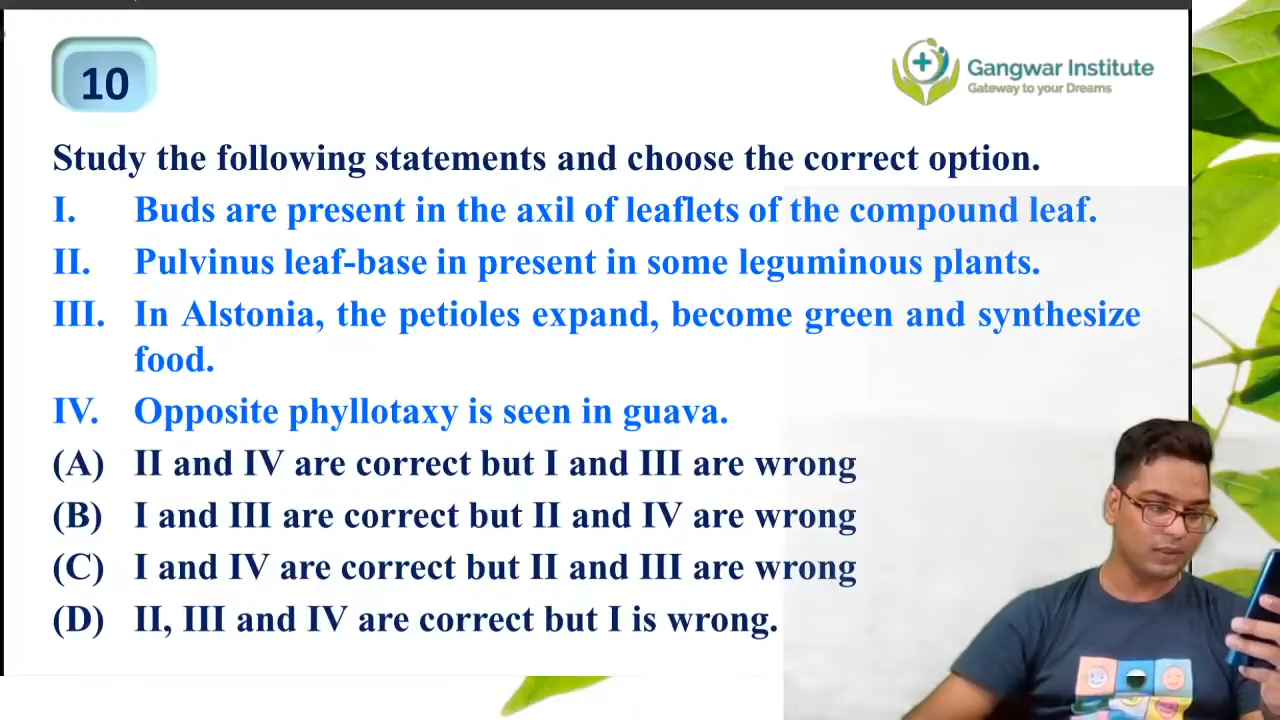 10
Gangwar Institute
Gateway to your Dreams
Study the following statements and choose the correct option.
I. Buds are present in the axil of leaflets of the compound leaf.
II. Pulvinus leaf-base in present in some leguminous plants.
III. In Alstonia, the petioles expand, become green and synthesize
food.
IV. Opposite phyllotaxy is seen in guava.
(A) II and IV are correct but I and III are wrong
(B) I and III are correct but II and IV are wrong
(C) I and IV are correct but II and III are wrong
(D) II, III and IV are correct but I is wrong.